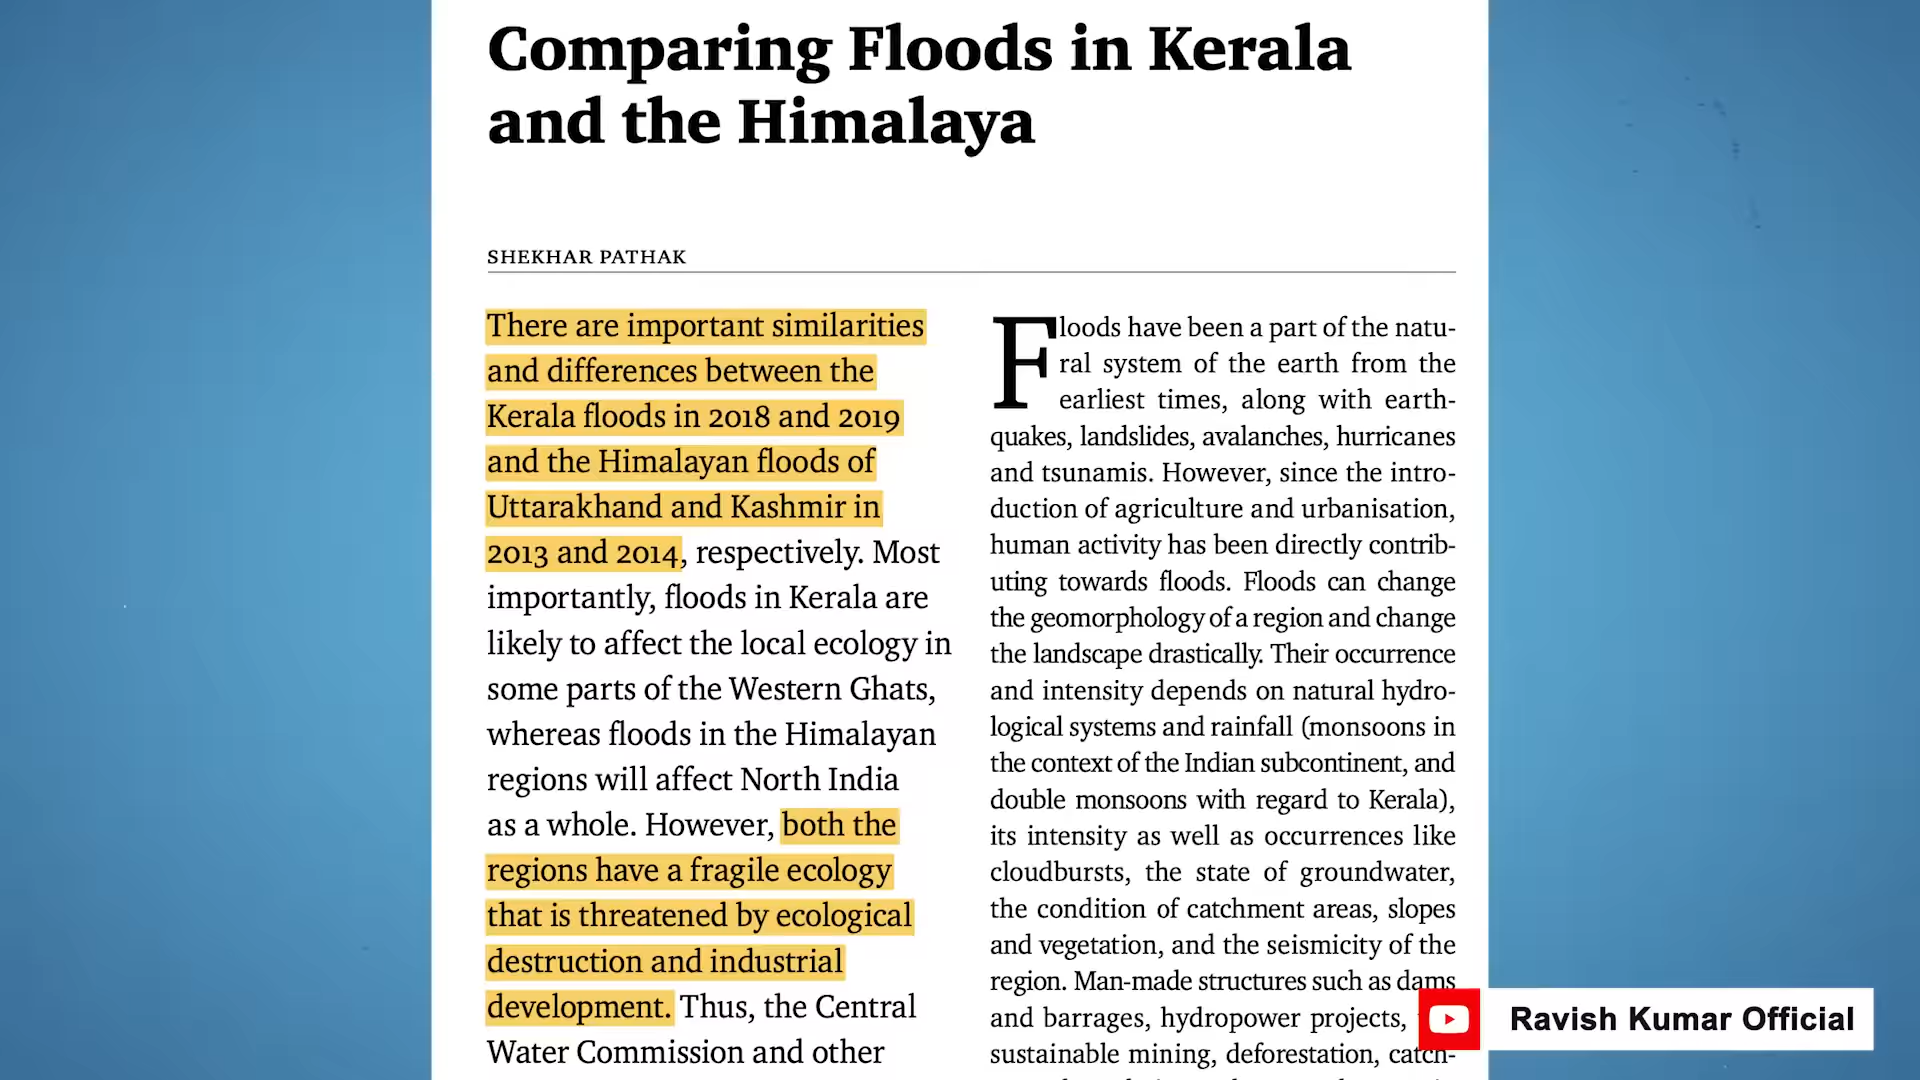 Comparing Floods in Kerala
and the Himalaya
SHEKHAR PATHAK
There are important similarities
and differences between the
Kerala floods in 2018 and 2019
and the Himalayan floods of
Uttarakhand and Kashmir in
2013 and 2014, respectively. Most
importantly, floods in Kerala are
likely to affect the local ecology in
some parts of the Western Ghats,
whereas floods in the Himalayan
regions will affect North India
as a whole. However, both the
regions have a fragile ecology
that is threatened by ecological
destruction and industrial
development. Thus, the Central
Water Commission and other
Floods have been a part of the natu-
ral system of the earth from the
earliest times, along with earth-
quakes, landslides, avalanches, hurricanes
and tsunamis. However, since the intro-
duction of agriculture and urbanisation,
human activity has been directly contrib-
uting towards floods. Floods can change
the geomorphology of a region and change
the landscape drastically. Their occurrence
and intensity depends on natural hydro-
logical systems and rainfall (monsoons in
the context of the Indian subcontinent, and
double monsoons with regard to Kerala),
its intensity as well as occurrences like
cloudbursts, the state of groundwater,
the condition of catchment areas, slopes
and vegetation, and the seismicity of the
region. Man-made structures such as dams
and barrages, hydropower projects,
sustainable mining, deforestation, catch-
Ravish Kumar Official